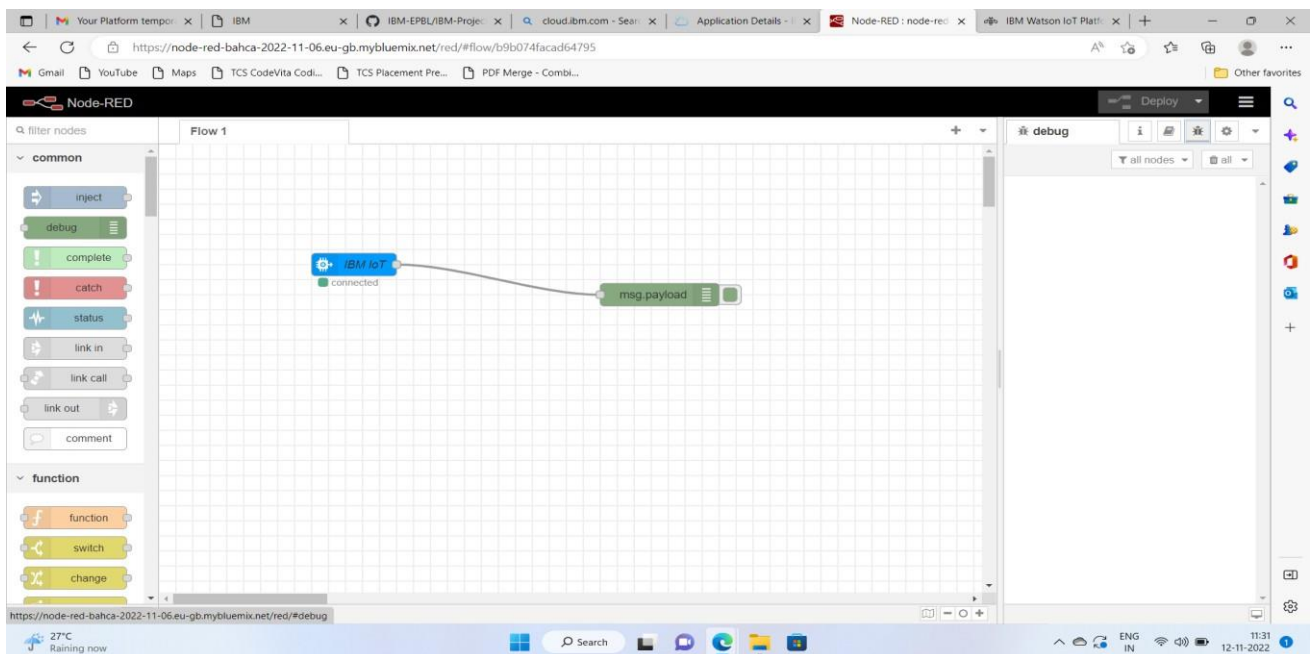 Your Platform tempor
IBM
IBM-EPBL/IBM-Projec
cloud.ibm.com - Sear
Application Details - I
Node-RED : node-red
IBM Watson IoT Platfo
https://node-red-bahca-2022-11-06.eu-gb.mybluemix.net/red/#flow/b9b074facad64795
Gmail YouTube Maps TCS CodeVita Codi... TCS Placement Pre... PDF Merge - Combi... Other favorites
Node-RED Deploy
filter nodes Flow 1 debug
common all nodes all
inject
debug
complete
IBM IoT
catch
connected
msg.payload
status
link in
link call
link out
comment
function
function
switch
change
https://node-red-bahca-2022-11-06.eu-gb.mybluemix.net/red/#debug
27°C
Raining now
Search
ENG
IN
11:31
12-11-2022
1